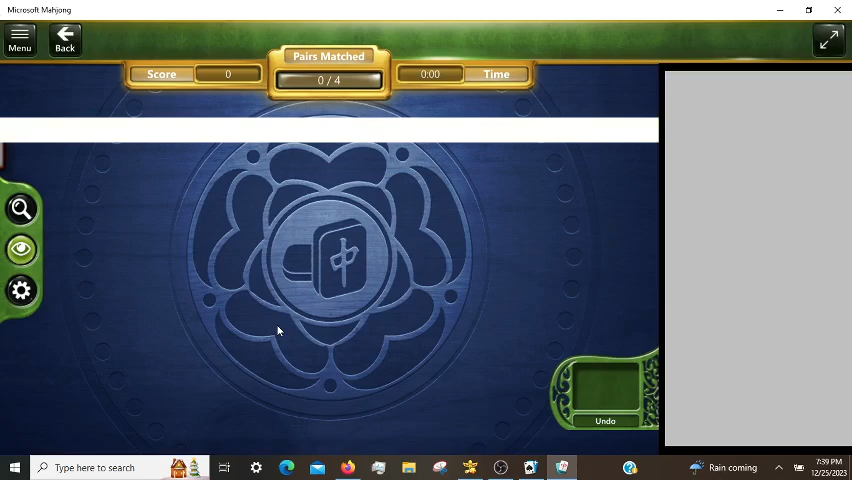 Microsoft Mahjong
Menu
Back
Pairs Matched
Score 0 0 / 4 0:00 Time
中
Undo
Type here to search
Rain coming
7:39 PM
12/25/2023